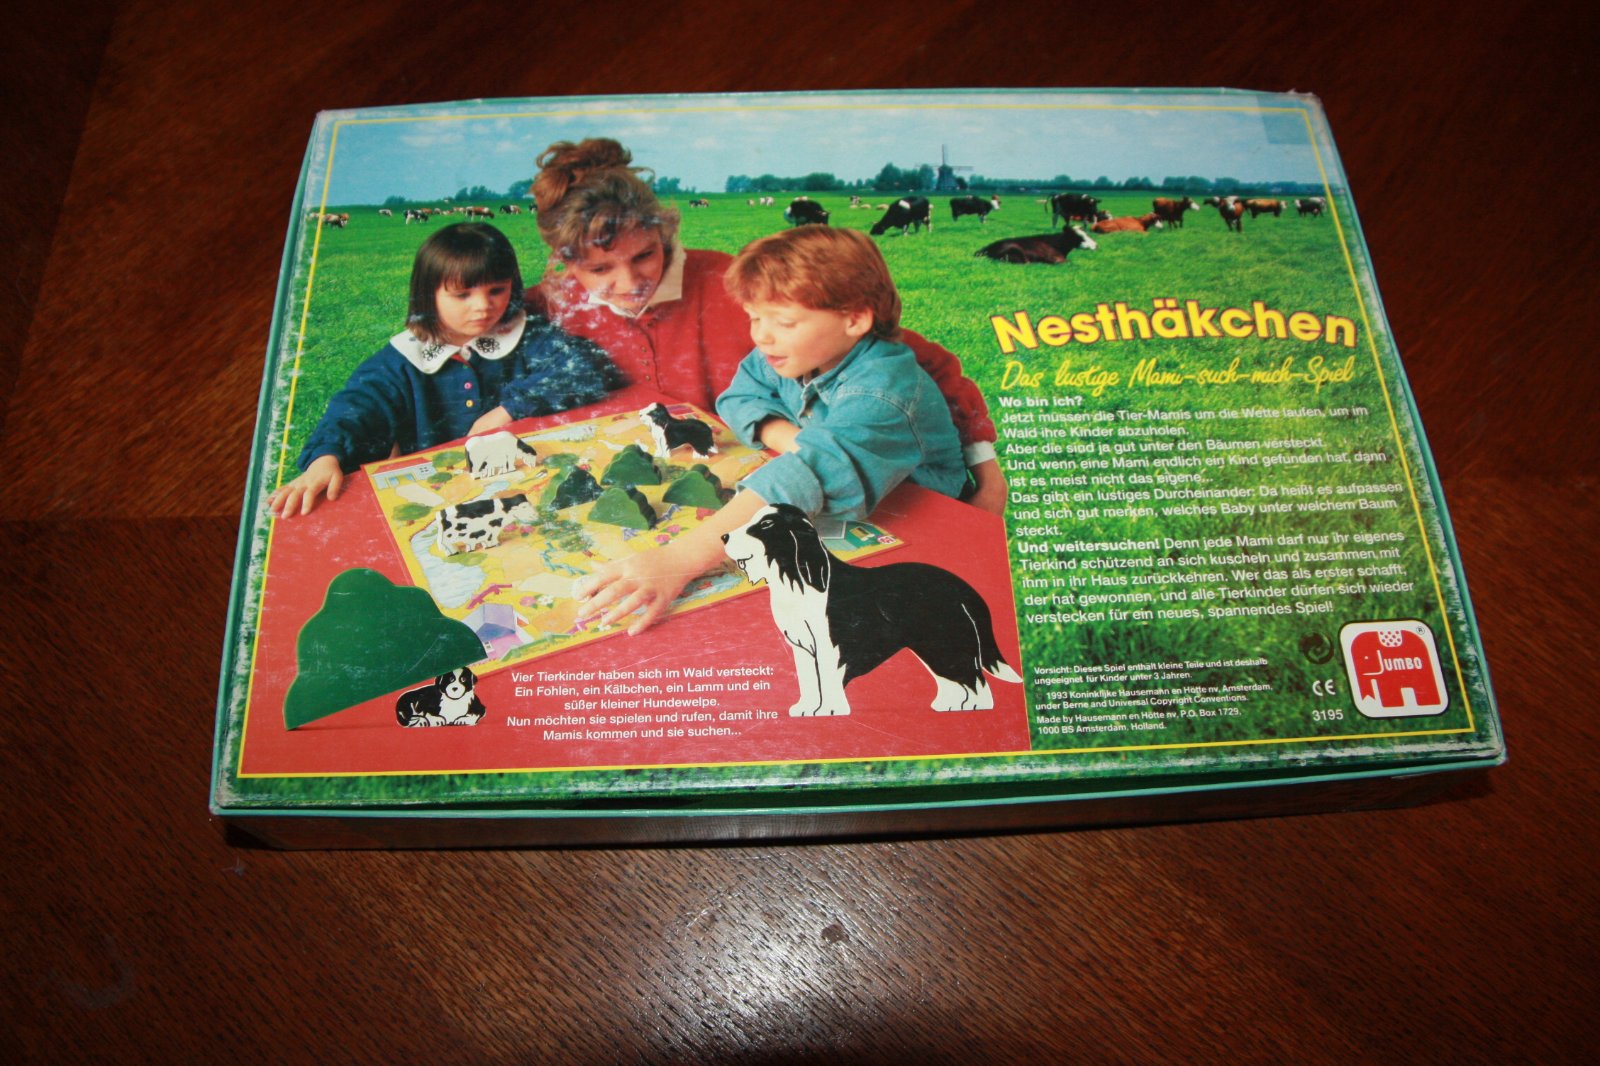 Nesthäkchen
Das lustige Mami-such-mich-Spiel
Wo bin ich?
Jetzt müssen die Tier-Mamis um die Wette laufen, um im
Wald ihre Kinder abzuholen.
Aber die sind ja gut unter den Bäumen versteckt.
Und wenn eine Mami endlich ein Kind gefunden hat, dann
ist es meist nicht das eigene...
Das gibt ein lustiges Durcheinander: Da heißt es aufpassen
und sich gut merken, welches Baby unter welchem Baum
steckt.
Und weitersuchen! Denn jede Mami darf nur ihr eigenes
Tierkind schützend an sich kuscheln und zusammen mit
ihm in ihr Haus zurückkehren. Wer das als erster schafft,
der hat gewonnen, und alle Tierkinder dürfen sich wieder
verstecken für ein neues, spannendes Spiel!
Vier Tierkinder haben sich im Wald versteckt:
Ein Fohlen, ein Kälbchen, ein Lamm und ein
süßer kleiner Hundewelpe.
Nun möchten sie spielen und rufen, damit ihre
Mamis kommen und sie suchen...
Vorsicht: Dieses Spiel enthält kleine Teile und ist deshalb
ungeeignet für Kinder unter 3 Jahren.
1993 Koninklijke Hausemann en Hötte nv, Amsterdam,
under Berne and Universal Copyright Conventions.
Made by Hausemann en Hötte nv, P.O. Box 1729,
1000 BS Amsterdam, Holland.
CE
3195
JUMBO
®